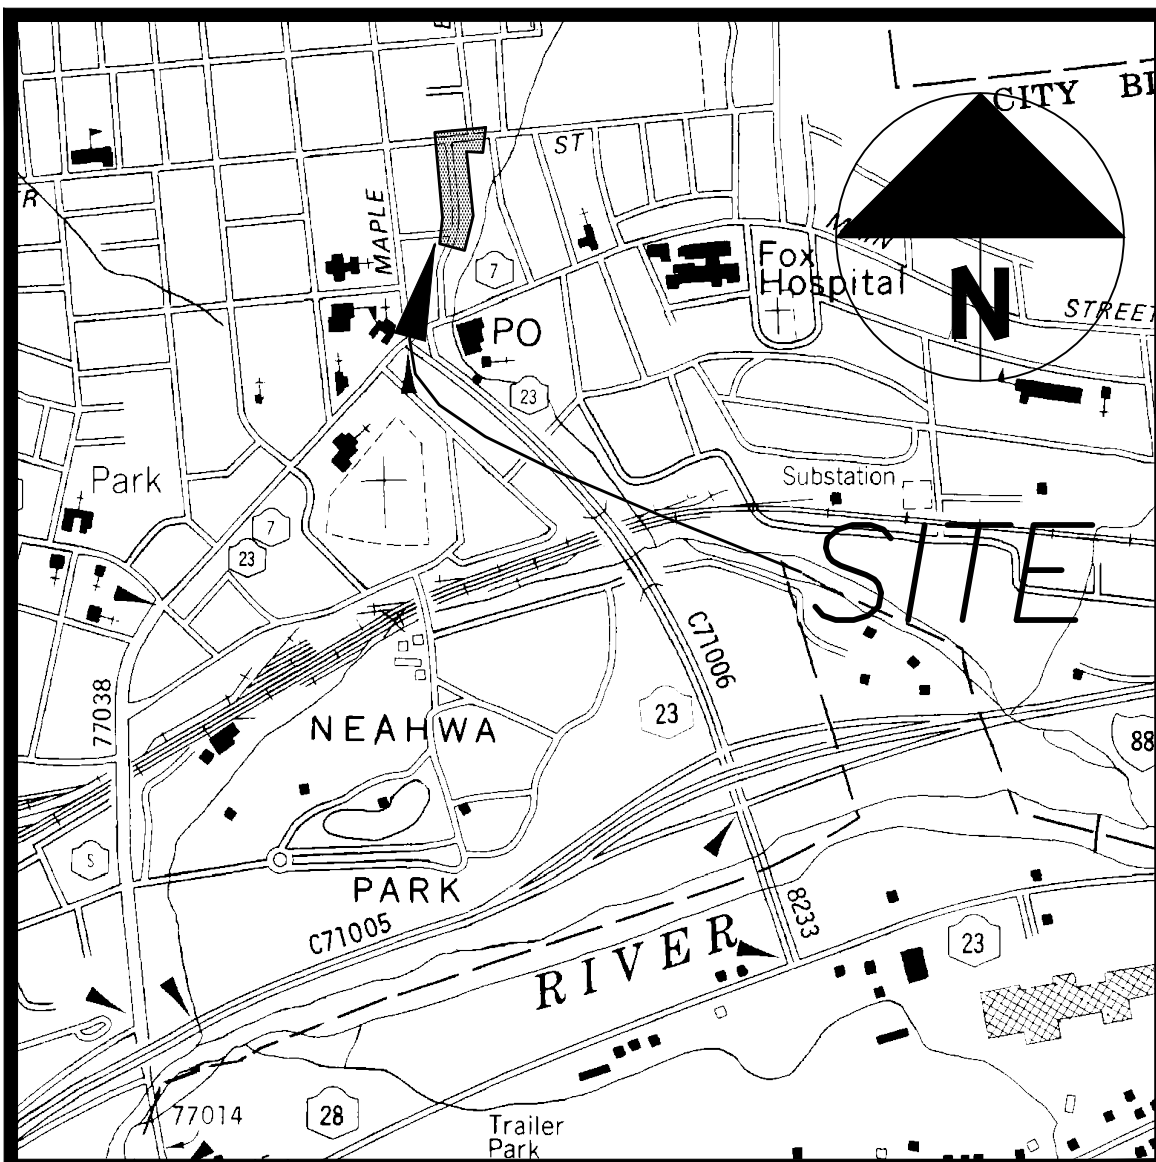 CITY
ST
MAPLE
MAIN
7
Fox
Hospital
N
STREET
PO
23
Park
Substation
7
23
SITE
C71006
77038
23
NEAHWA
88
S
PARK
C71005
8233
RIVER
23
77014
28
Trailer
Park